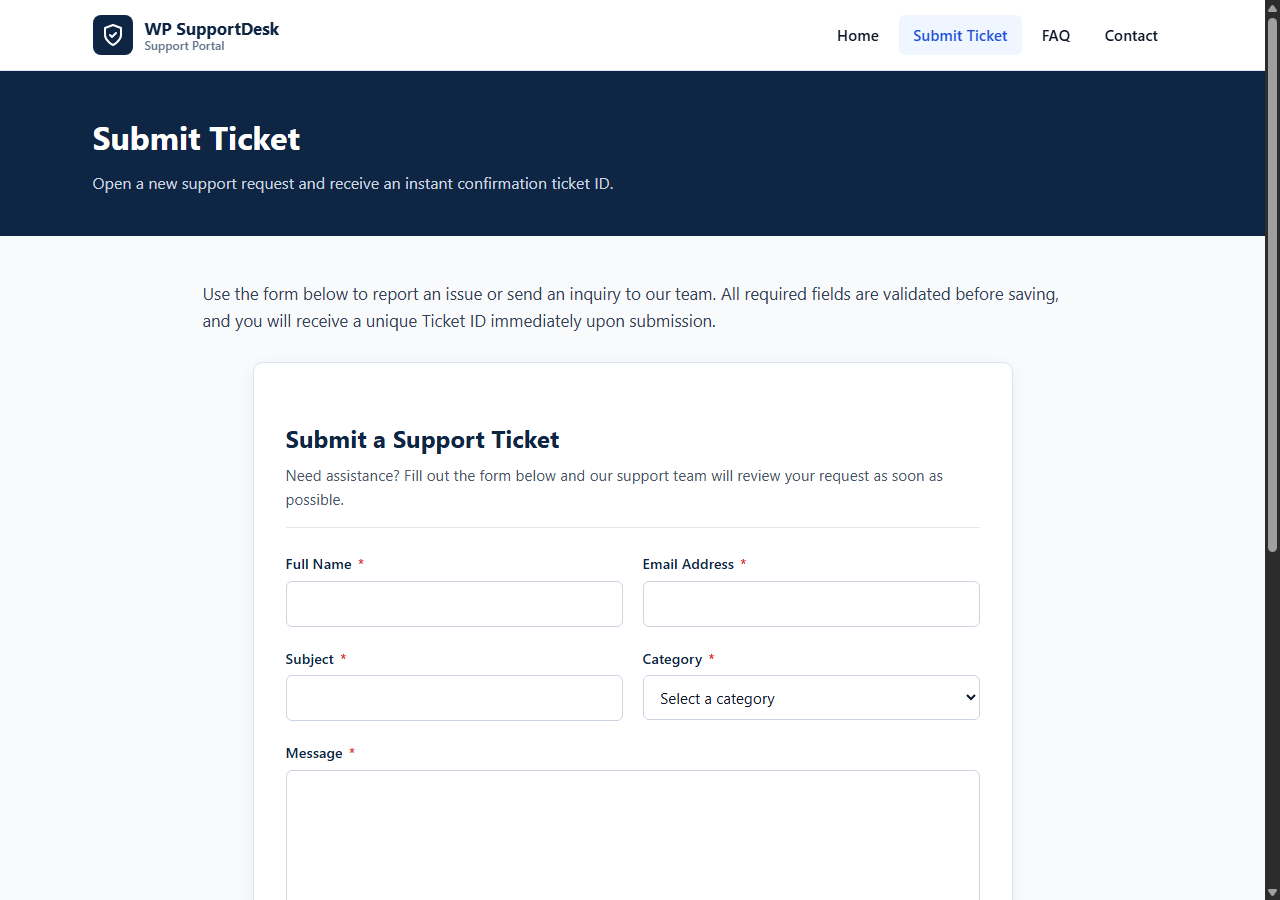 WP SupportDesk
Support Portal
Home
Submit Ticket
FAQ
Contact
Submit Ticket
Open a new support request and receive an instant confirmation ticket ID.
Use the form below to report an issue or send an inquiry to our team. All required fields are validated before saving,
and you will receive a unique Ticket ID immediately upon submission.
Submit a Support Ticket
Need assistance? Fill out the form below and our support team will review your request as soon as
possible.
Full Name *
Email Address *
Subject *
Category *
Select a category
Message *